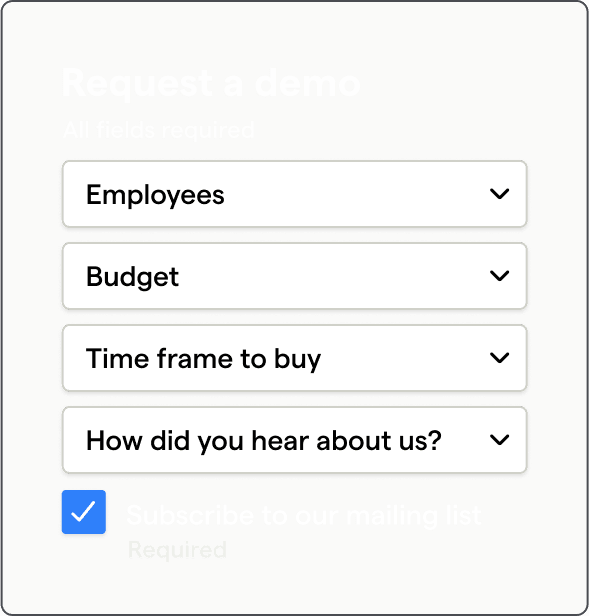 Request a demo
All fields required
Employees
Budget
Time frame to buy
How did you hear about us?
Subscribe to our mailing list
Required